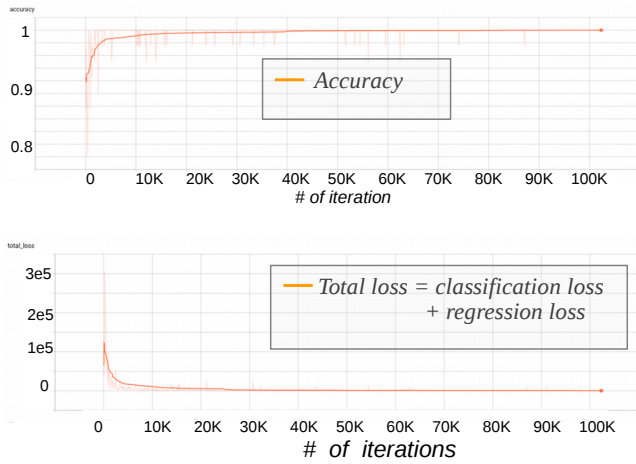 accuracy
1
0.9
0.8
Accuracy
0 10K 20K 30K 40K 50K 60K 70K 80K 90K 100K
# of iteration
total_loss
3e5
2e5
1e5
0
Total loss = classification loss
+ regression loss
0 10K 20K 30K 40K 50K 60K 70K 80K 90K 100K
# of iterations